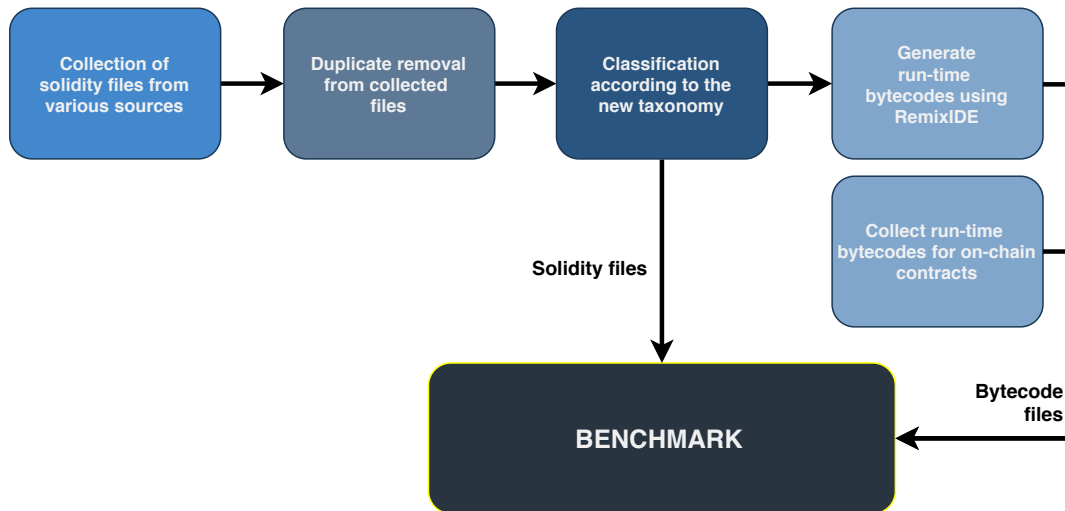 Collection of
solidity files from
various sources
Duplicate removal
from collected
files
Classification
according to the
new taxonomy
Generate
run-time
bytecodes using
RemixIDE
Collect run-time
bytecodes for on-chain
contracts
Solidity files
Bytecode
files
BENCHMARK